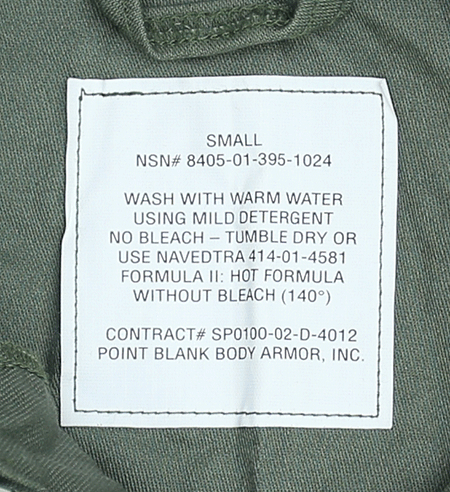 SMALL
NSN# 8405-01-395-1024
WASH WITH WARM WATER
USING MILD DETERGENT
NO BLEACH – TUMBLE DRY OR
USE NAVEDTRA 414-01-4581
FORMULA II: HOT FORMULA
WITHOUT BLEACH (140°)
CONTRACT# SP0100-02-D-4012
POINT BLANK BODY ARMOR, INC.